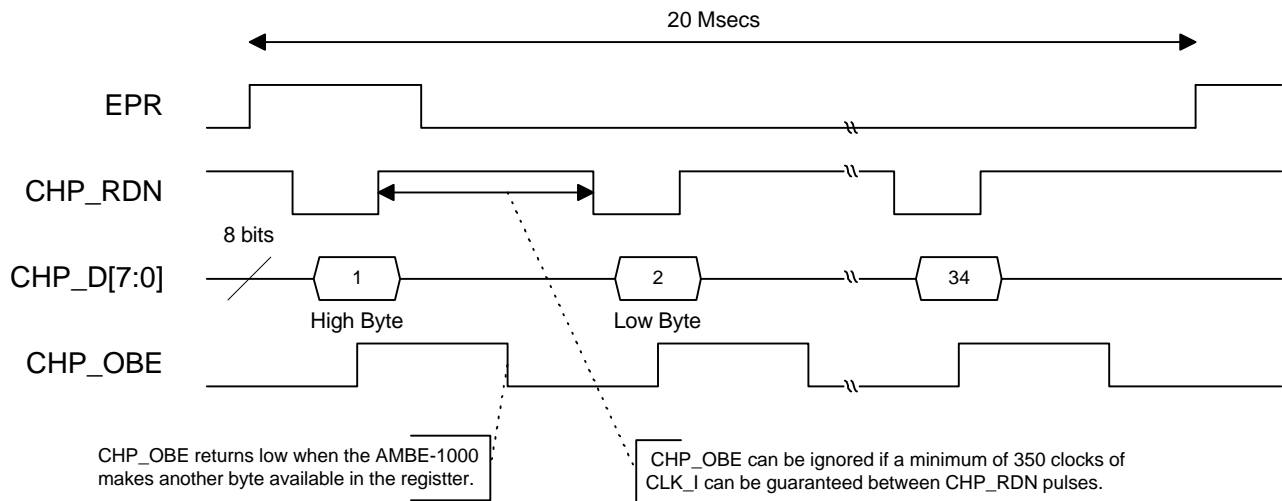 20 Msecs
EPR
CHP_RDN
8 bits
CHP_D[7:0]
1
2
34
High Byte
Low Byte
CHP_OBE
CHP_OBE returns low when the AMBE-1000
makes another byte available in the register.
CHP_OBE can be ignored if a minimum of 350 clocks of
CLK_I can be guaranteed between CHP_RDN pulses.